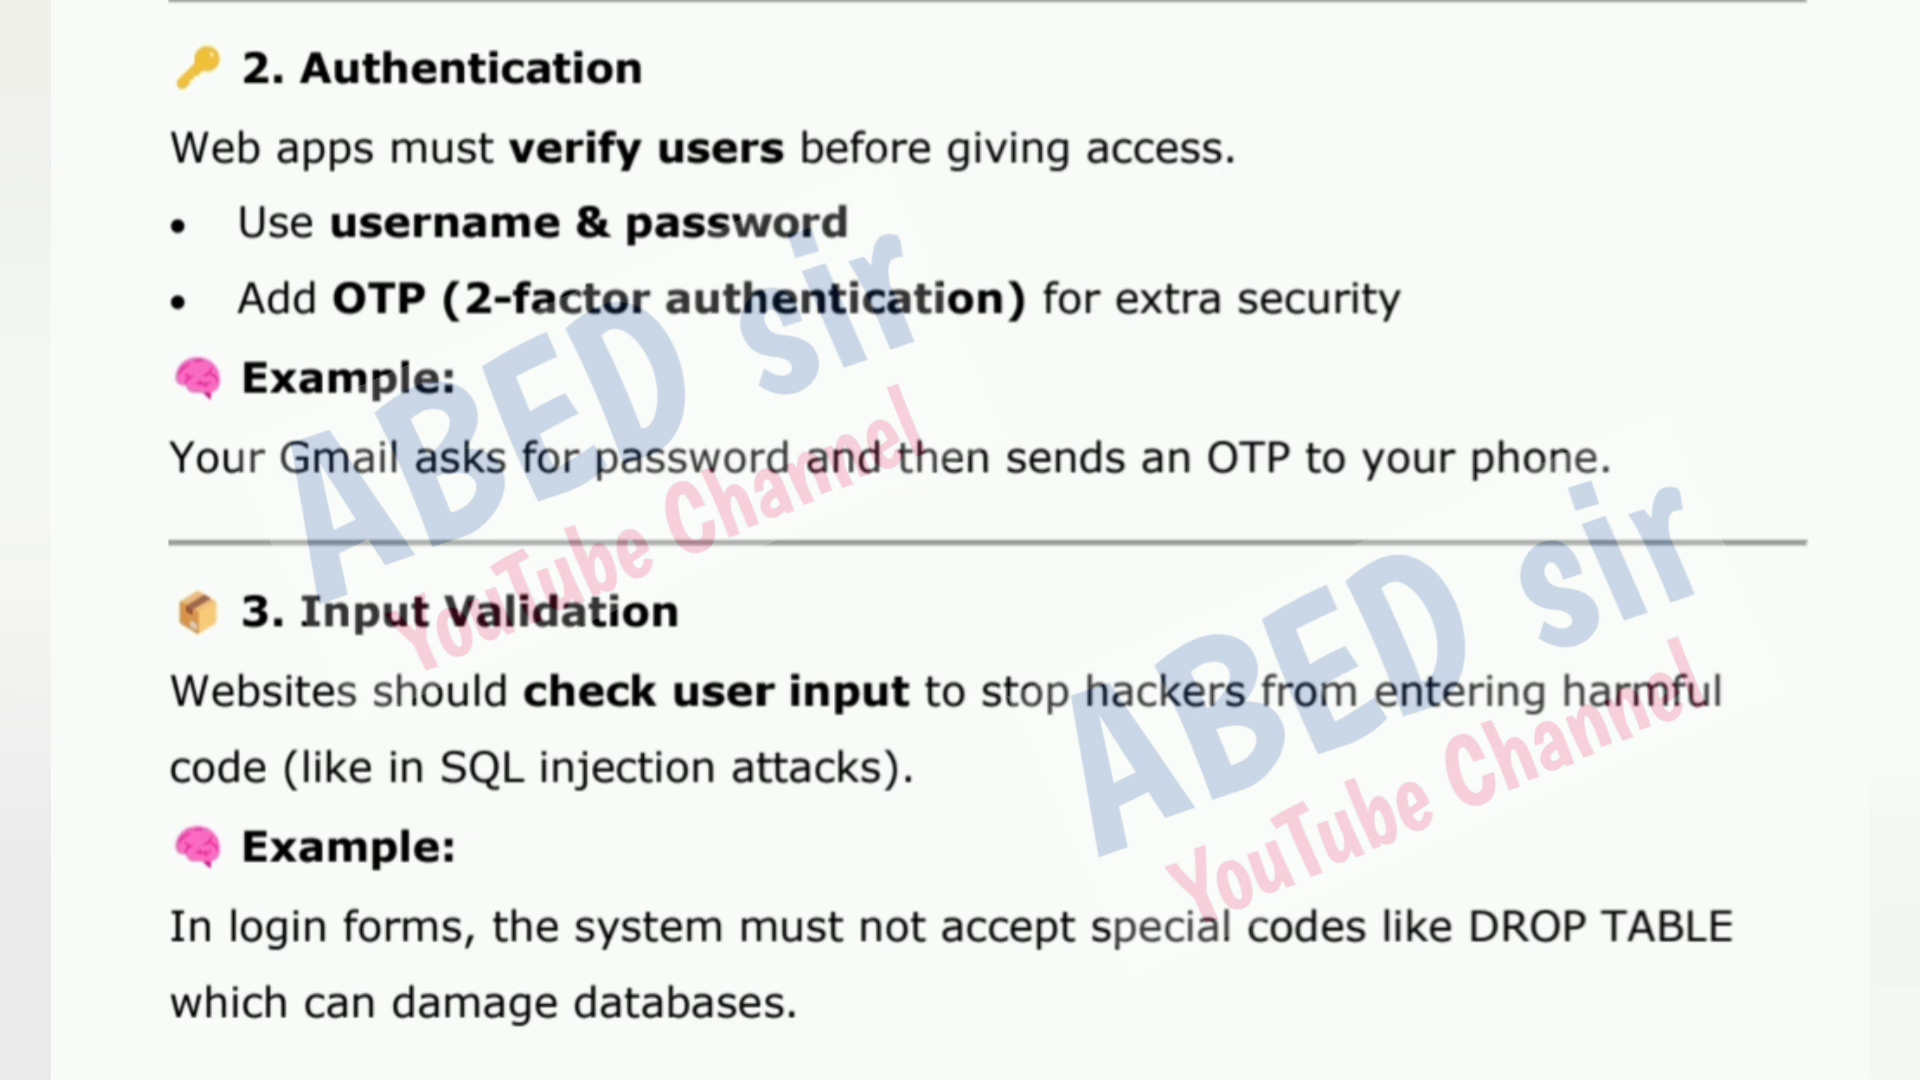 🔑 2. Authentication
Web apps must verify users before giving access.
• Use username & password
• Add OTP (2-factor authentication) for extra security
🧠 Example:
Your Gmail asks for password and then sends an OTP to your phone.
📦 3. Input Validation
Websites should check user input to stop hackers from entering harmful
code (like in SQL injection attacks).
🧠 Example:
In login forms, the system must not accept special codes like DROP TABLE
which can damage databases.
ABED sir
YouTube Channel
ABED sir
YouTube Channel